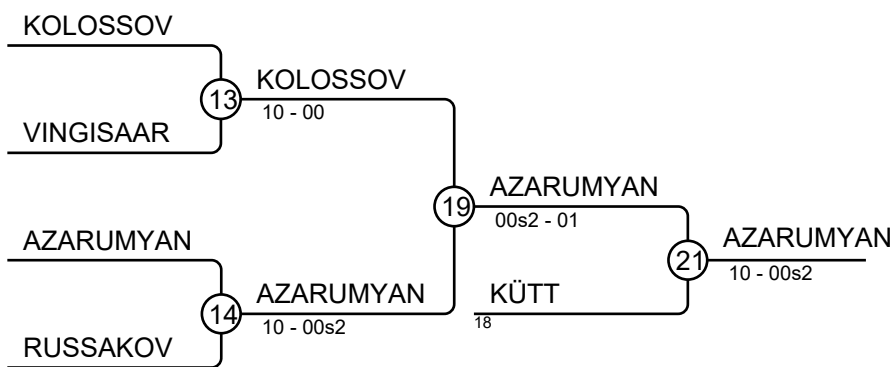 KOLOSSOV
13
KOLOSSOV
10 - 00
VINGISAAR
19
AZARUMYAN
00s2 - 01
AZARUMYAN
14
AZARUMYAN
10 - 00s2
RUSSAKOV
21
AZARUMYAN
10 - 00s2
KÜTT
18